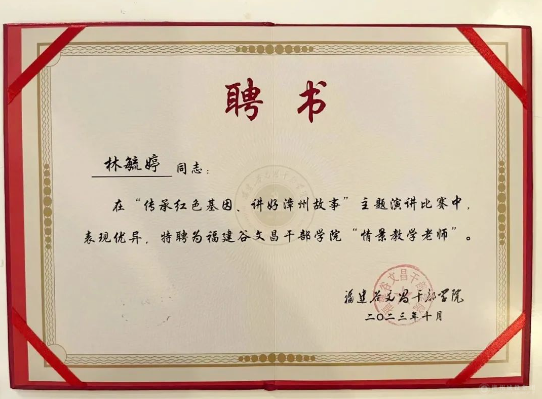 聘书
林毓婷 同志:
在“传承红色基因、讲好漳州故事”主题演讲比赛中,
表现优异,特聘为福建谷文昌干部学院“情景教学老师”。
福建谷文昌干部学院
二〇二三年十月